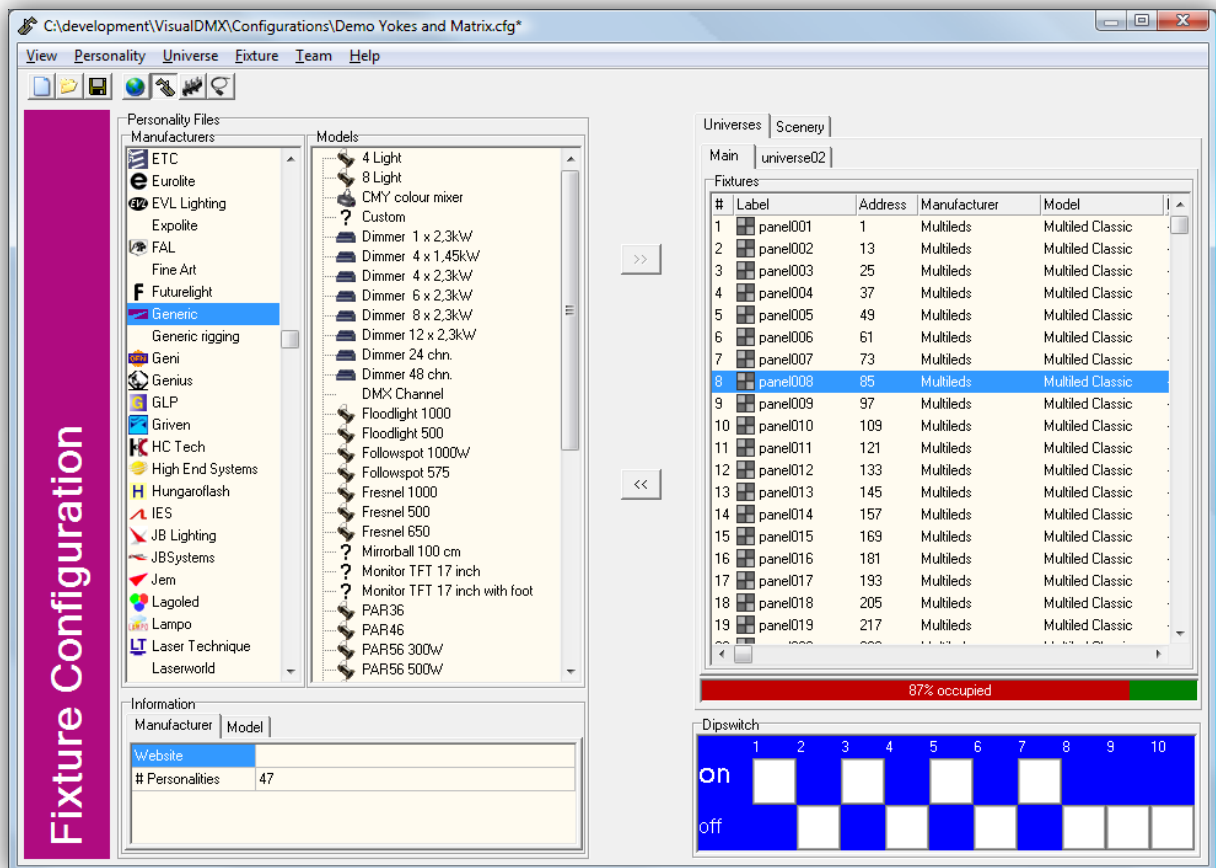 C:\development\VisualDMX\Configurations\Demo Yokes and Matrix.cfg*
View Personality Universe Fixture Team Help
Fixture Configuration
Personality Files
Manufacturers
ETC
Eurolite
EVL Lighting
Expolite
FAL
Fine Art
Futurelight
Generic
Generic rigging
Geni
Genius
GLP
Griven
HC Tech
High End Systems
Hungaroflash
IES
JB Lighting
JBSystems
Jem
Lagoled
Lampo
Laser Technique
Laserworld
Models
4 Light
8 Light
CMY colour mixer
Custom
Dimmer 1 x 2,3kW
Dimmer 4 x 1,45kW
Dimmer 4 x 2,3kW
Dimmer 6 x 2,3kW
Dimmer 8 x 2,3kW
Dimmer 12 x 2,3kW
Dimmer 24 chn.
Dimmer 48 chn.
DMX Channel
Floodlight 1000
Floodlight 500
Followspot 1000W
Followspot 575
Fresnel 1000
Fresnel 500
Fresnel 650
Mirrorball 100 cm
Monitor TFT 17 inch
Monitor TFT 17 inch with foot
PAR36
PAR46
PAR56 300W
PAR56 500W
Information
Manufacturer Model
Website
# Personalities 47
>>
<<
Universes Scenery
Main universe02
Fixtures
# Label Address Manufacturer Model
1 panel001 1 Multileds Multiled Classic
2 panel002 13 Multileds Multiled Classic
3 panel003 25 Multileds Multiled Classic
4 panel004 37 Multileds Multiled Classic
5 panel005 49 Multileds Multiled Classic
6 panel006 61 Multileds Multiled Classic
7 panel007 73 Multileds Multiled Classic
8 panel008 85 Multileds Multiled Classic
9 panel009 97 Multileds Multiled Classic
10 panel010 109 Multileds Multiled Classic
11 panel011 121 Multileds Multiled Classic
12 panel012 133 Multileds Multiled Classic
13 panel013 145 Multileds Multiled Classic
14 panel014 157 Multileds Multiled Classic
15 panel015 169 Multileds Multiled Classic
16 panel016 181 Multileds Multiled Classic
17 panel017 193 Multileds Multiled Classic
18 panel018 205 Multileds Multiled Classic
19 panel019 217 Multileds Multiled Classic
87% occupied
Dipswitch
1 2 3 4 5 6 7 8 9 10
on
off